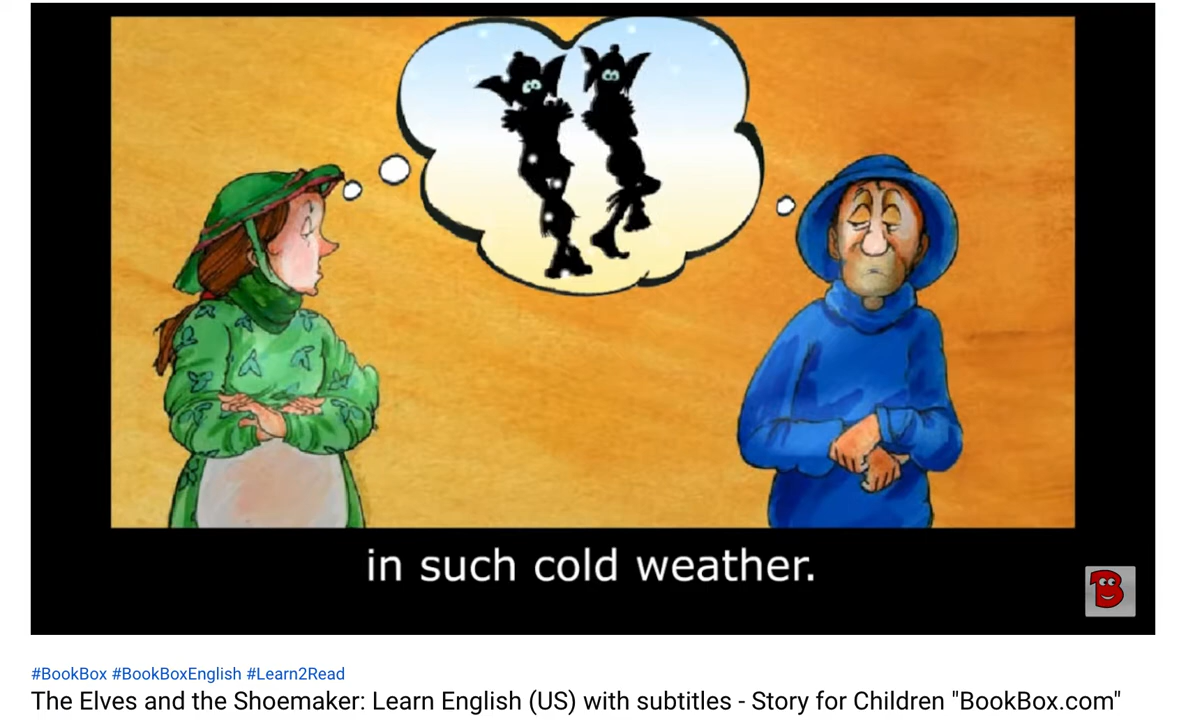 in such cold weather.
B
#BookBox #BookBoxEnglish #Learn2Read
The Elves and the Shoemaker: Learn English (US) with subtitles - Story for Children "BookBox.com"